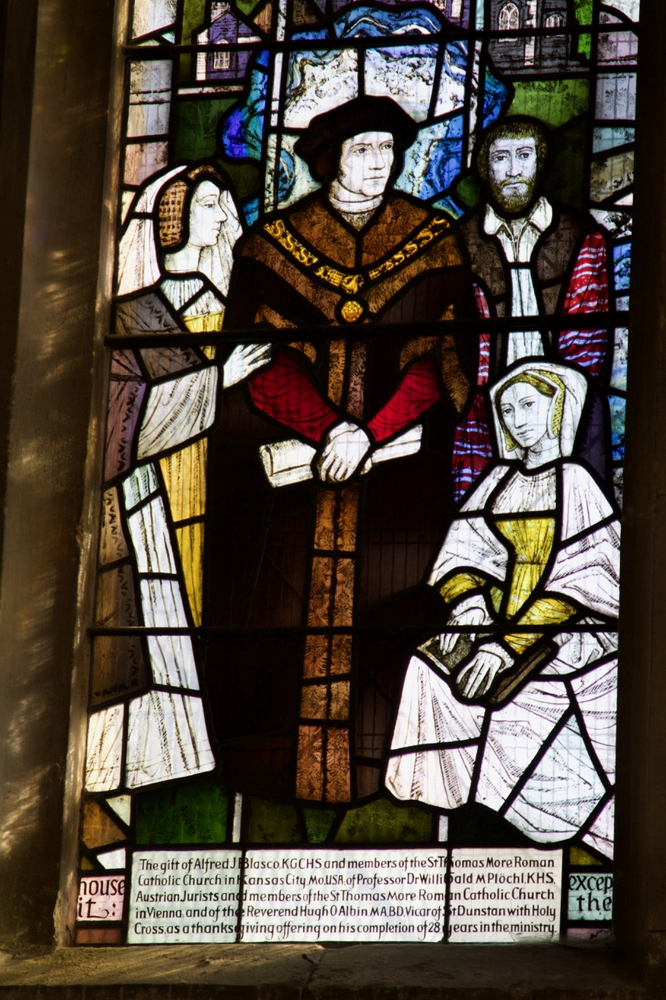 The gift of Alfred J Blasco. KGCHS and members of the St Thomas More Roman
Catholic Church in Kansas City, Mo. USA, of Professor Dr Willigald M Plöchl. KHS,
Austrian Jurists and members of the St Thomas More Roman Catholic Church
in Vienna, and of the Reverend Hugh O Albin MA. BD. Vicar of St Dunstan with Holy
Cross, as a thanksgiving offering on his completion of 28 years in the ministry.
house
it:
excep
the